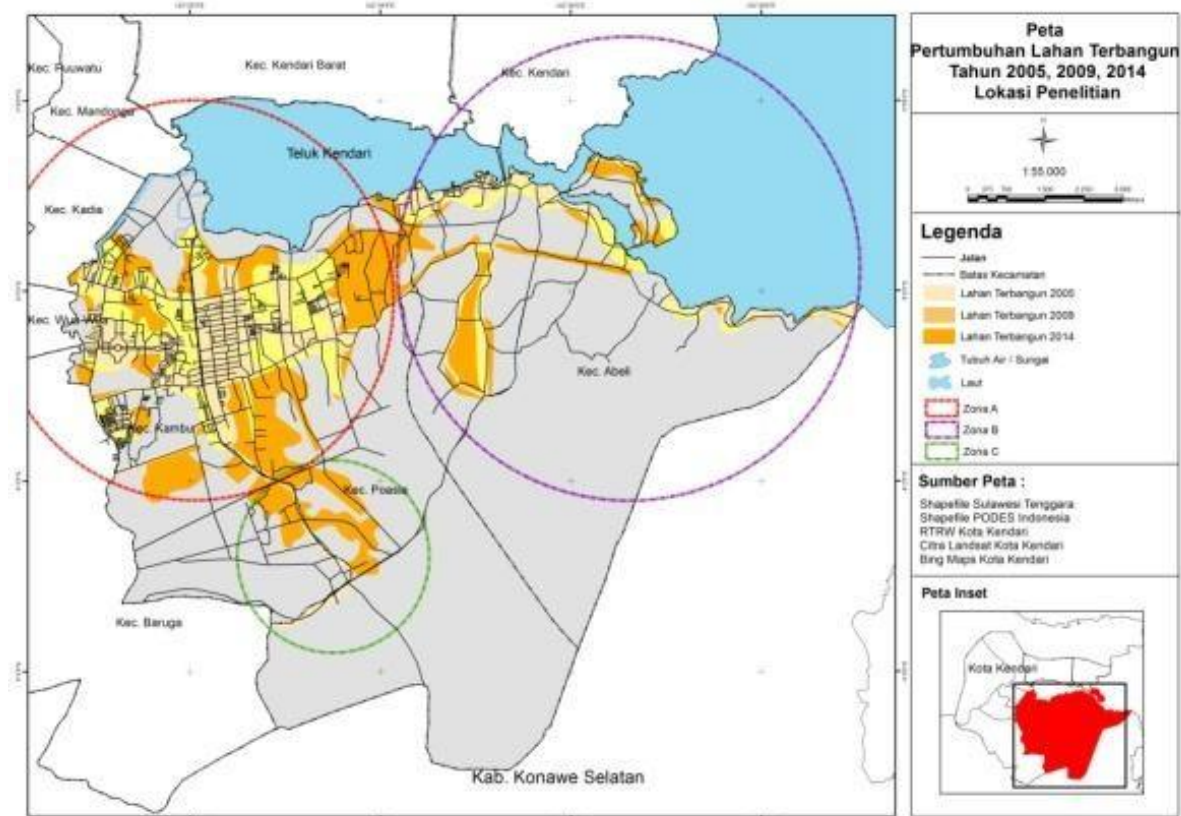 Peta
Pertumbuhan Lahan Terbangun
Tahun 2005, 2009, 2014
Lokasi Penelitian
1:55.000
Legenda
Jalan
Batas Kecamatan
Lahan Terbangun 2005
Lahan Terbangun 2009
Lahan Terbangun 2014
Tubuh Air / Sungai
Laut
Zona A
Zona B
Zona C
Sumber Peta :
Shapefile Sulawesi Tenggara
Shapefile PODES Indonesia
RTRW Kota Kendari
Citra Landsat Kota Kendari
Bing Maps Kota Kendari
Peta Inset
Kota Kendari
Kec. Puuwatu
Kec. Kendari Barat
Kec. Kendari
Kec. Mandonga
Teluk Kendari
Kec. Kadia
Kec. Wua-Wua
Kec. Abeli
Kec. Kambu
Kec. Poasia
Kec. Baruga
Kab. Konawe Selatan